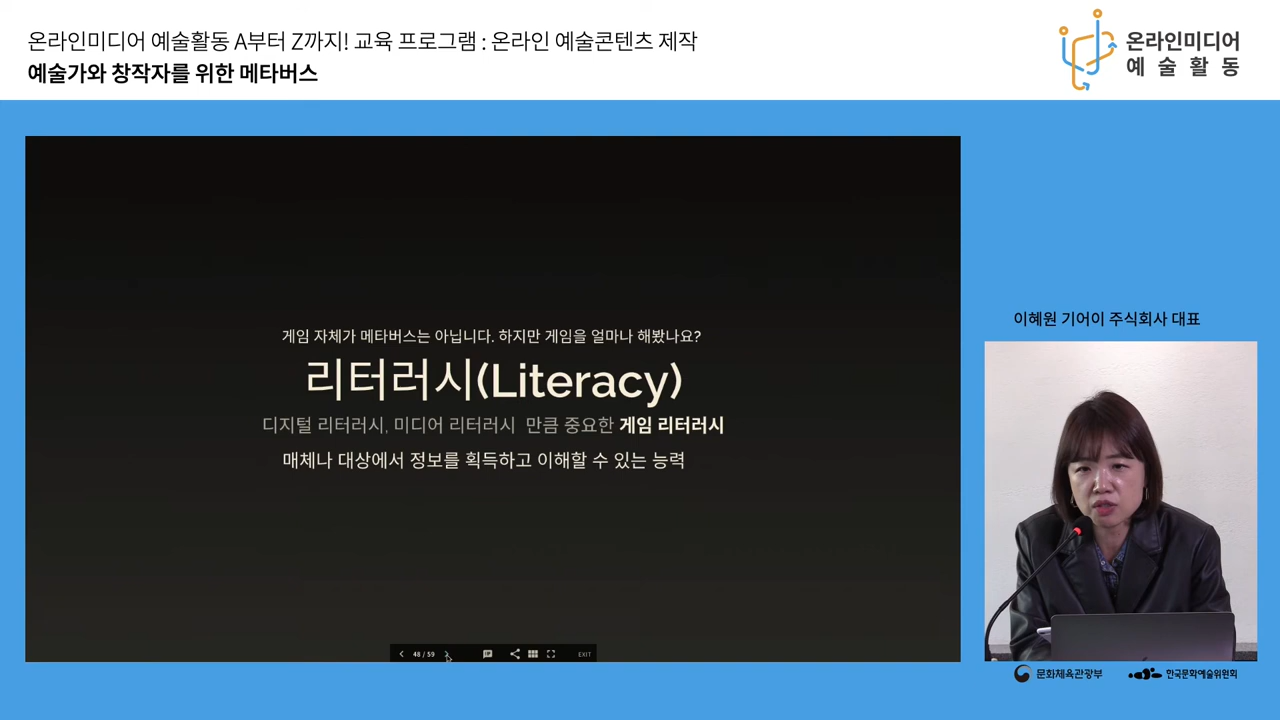 온라인미디어 예술활동 A부터 Z까지! 교육 프로그램 : 온라인 예술콘텐츠 제작
예술가와 창작자를 위한 메타버스
온라인미디어
예 술 활 동
게임 자체가 메타버스는 아닙니다. 하지만 게임을 얼마나 해봤나요?
리터러시(Literacy)
디지털 리터러시, 미디어 리터러시 만큼 중요한 게임 리터러시
매체나 대상에서 정보를 획득하고 이해할 수 있는 능력
48 / 59
EXIT
이혜원 기어이 주식회사 대표
문화체육관광부
한국문화예술위원회